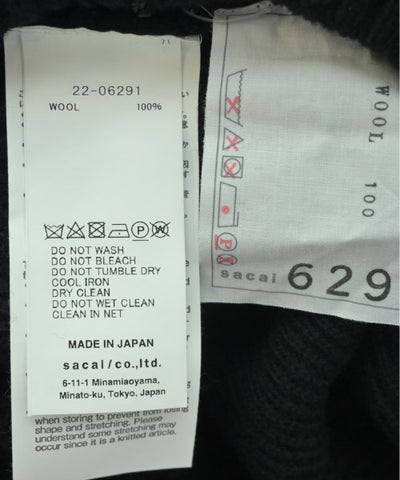 22-06291
WOOL 100%
DO NOT WASH
DO NOT BLEACH
DO NOT TUMBLE DRY
COOL IRON
DRY CLEAN
DO NOT WET CLEAN
CLEAN IN NET
MADE IN JAPAN
sacai/co.,ltd.
6-11-1 Minamiaoyama,
Minato-ku, Tokyo, Japan
when storing to prevent from losing
shape and stretching. Please
understand some stretching may
occur since it is a knitted article.
WOOL 100
sacai 629